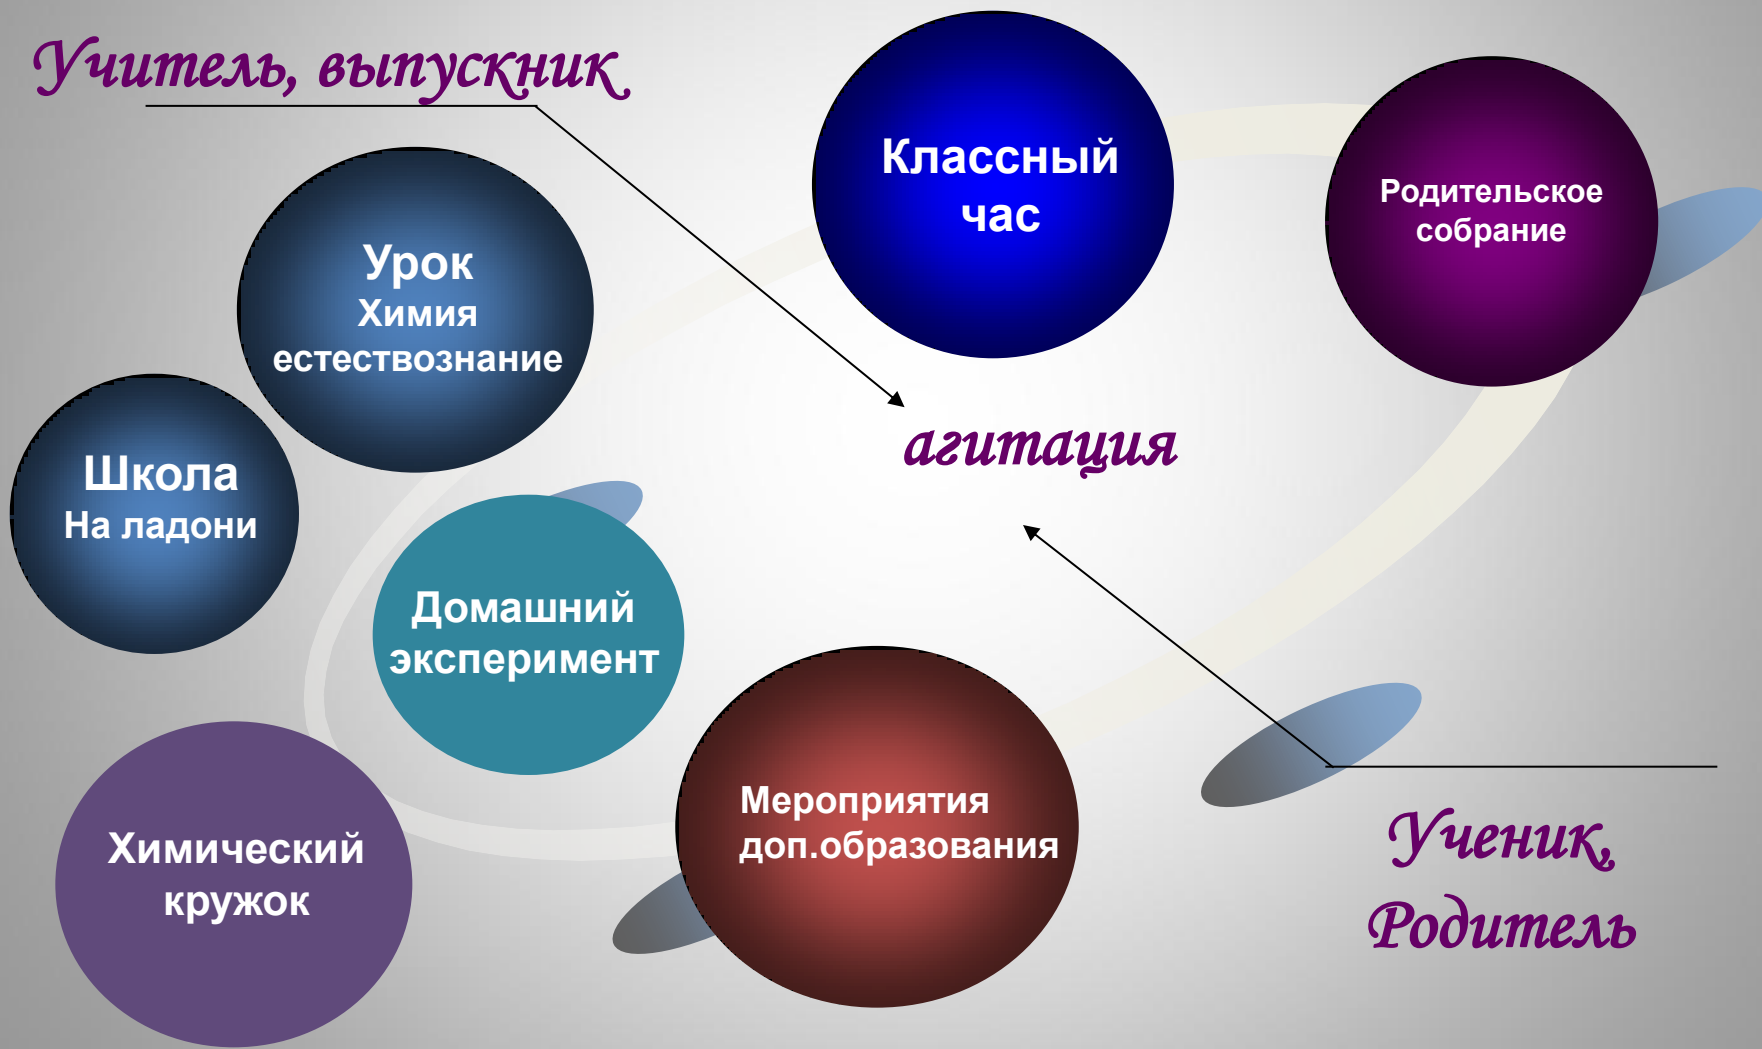 Учитель, выпускник
Классный
час
Родительское
собрание
Урок
Химия
естествознание
агитация
Школа
На ладони
Домашний
эксперимент
Мероприятия
доп.образования
Химический
кружок
Ученик,
Родитель